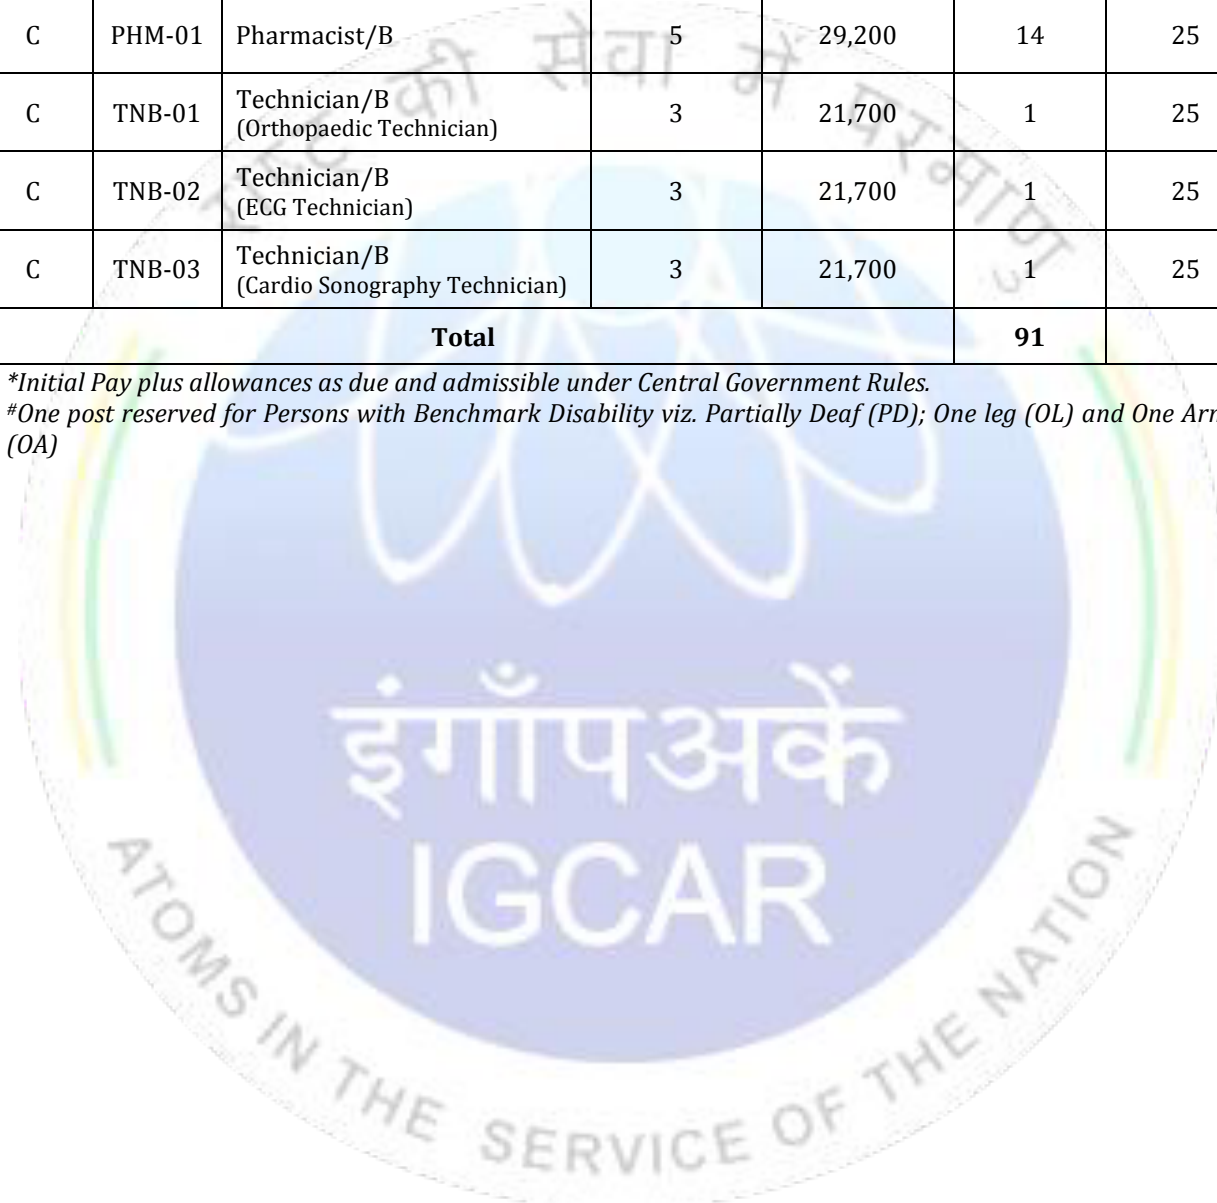 C PHM-01 Pharmacist/B 5 29,200 14 25
C TNB-01 Technician/B 3 21,700 1 25
(Orthopaedic Technician)
C TNB-02 Technician/B 3 21,700 1 25
(ECG Technician)
C TNB-03 Technician/B 3 21,700 1 25
(Cardio Sonography Technician)
Total 91
*Initial Pay plus allowances as due and admissible under Central Government Rules.
#One post reserved for Persons with Benchmark Disability viz. Partially Deaf (PD); One leg (OL) and One Arm
(OA)
की सेवा में परमाणु
इंगाँपअकें
IGCAR
ATOMS IN THE SERVICE OF THE NATION